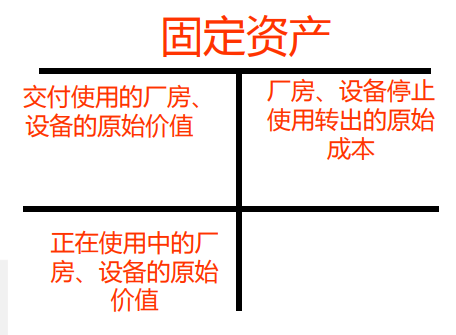 固定资产
交付使用的厂房、
设备的原始价值
厂房、设备停止
使用转出的原始
成本
正在使用中的厂
房、设备的原始
价值